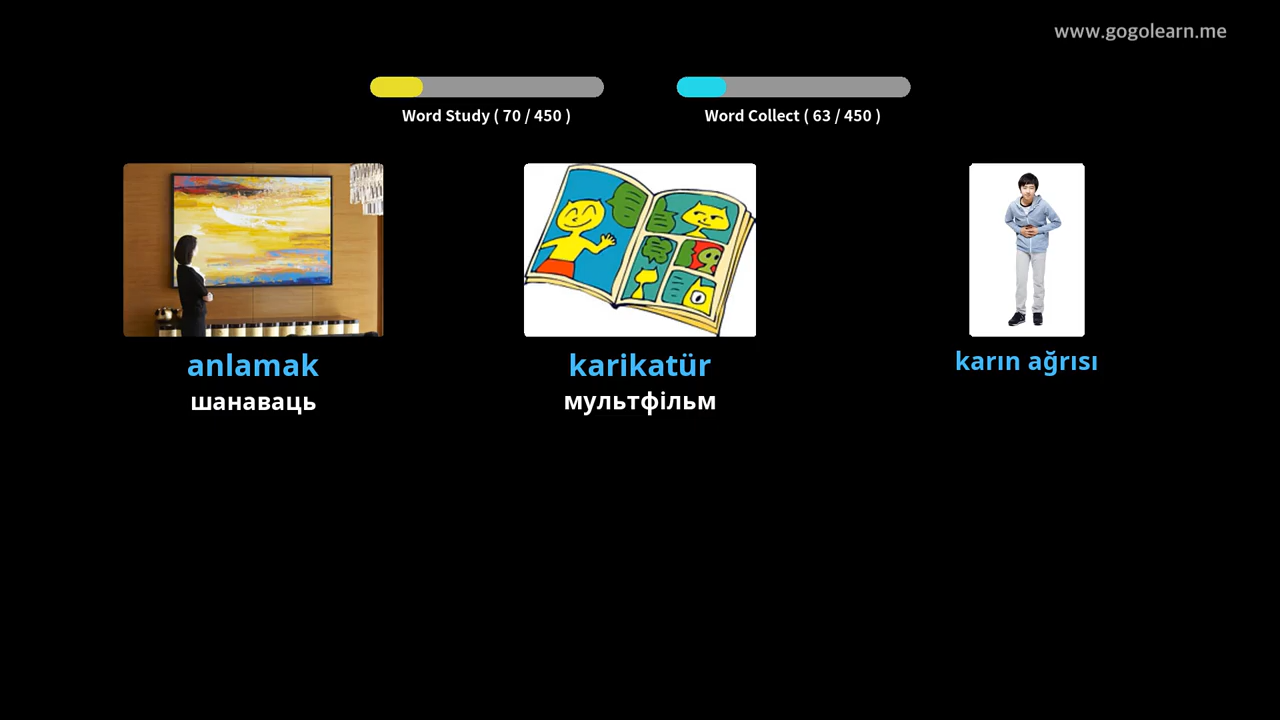 www.gogolearn.me
Word Study ( 70 / 450 )
Word Collect ( 63 / 450 )
anlamak
шанаваць
karikatür
мультфільм
karın ağrısı